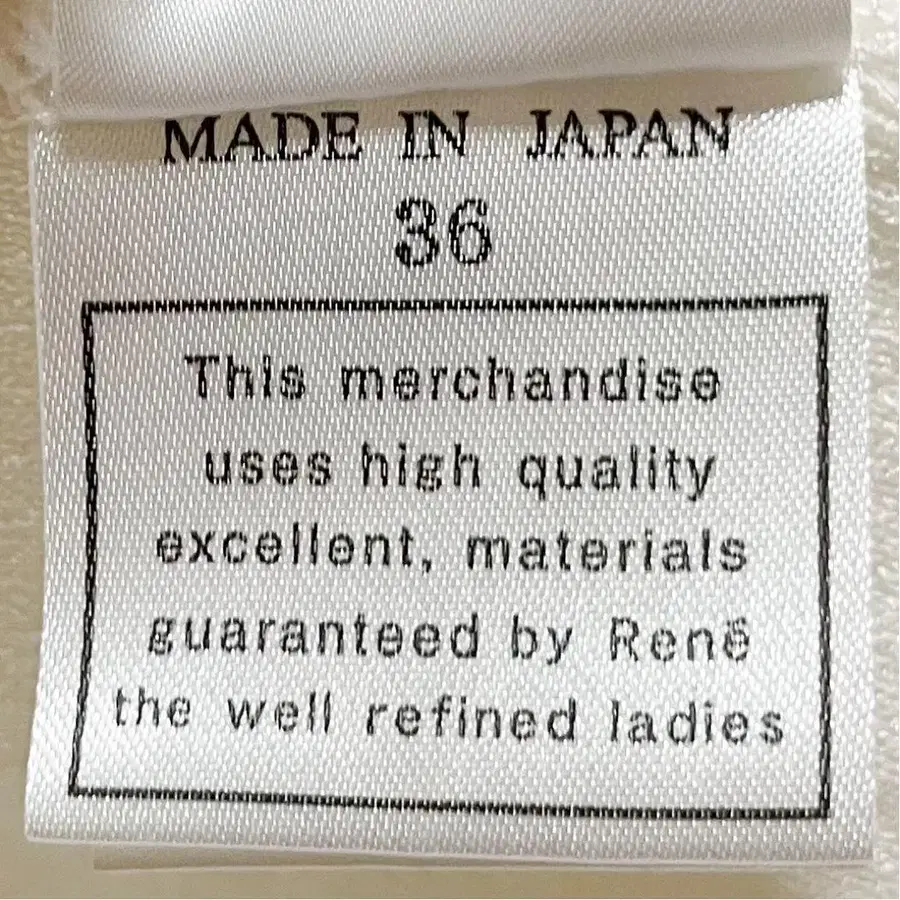 MADE IN JAPAN
36
This merchandise
uses high quality
excellent, materials
guaranteed by René
the well refined ladies